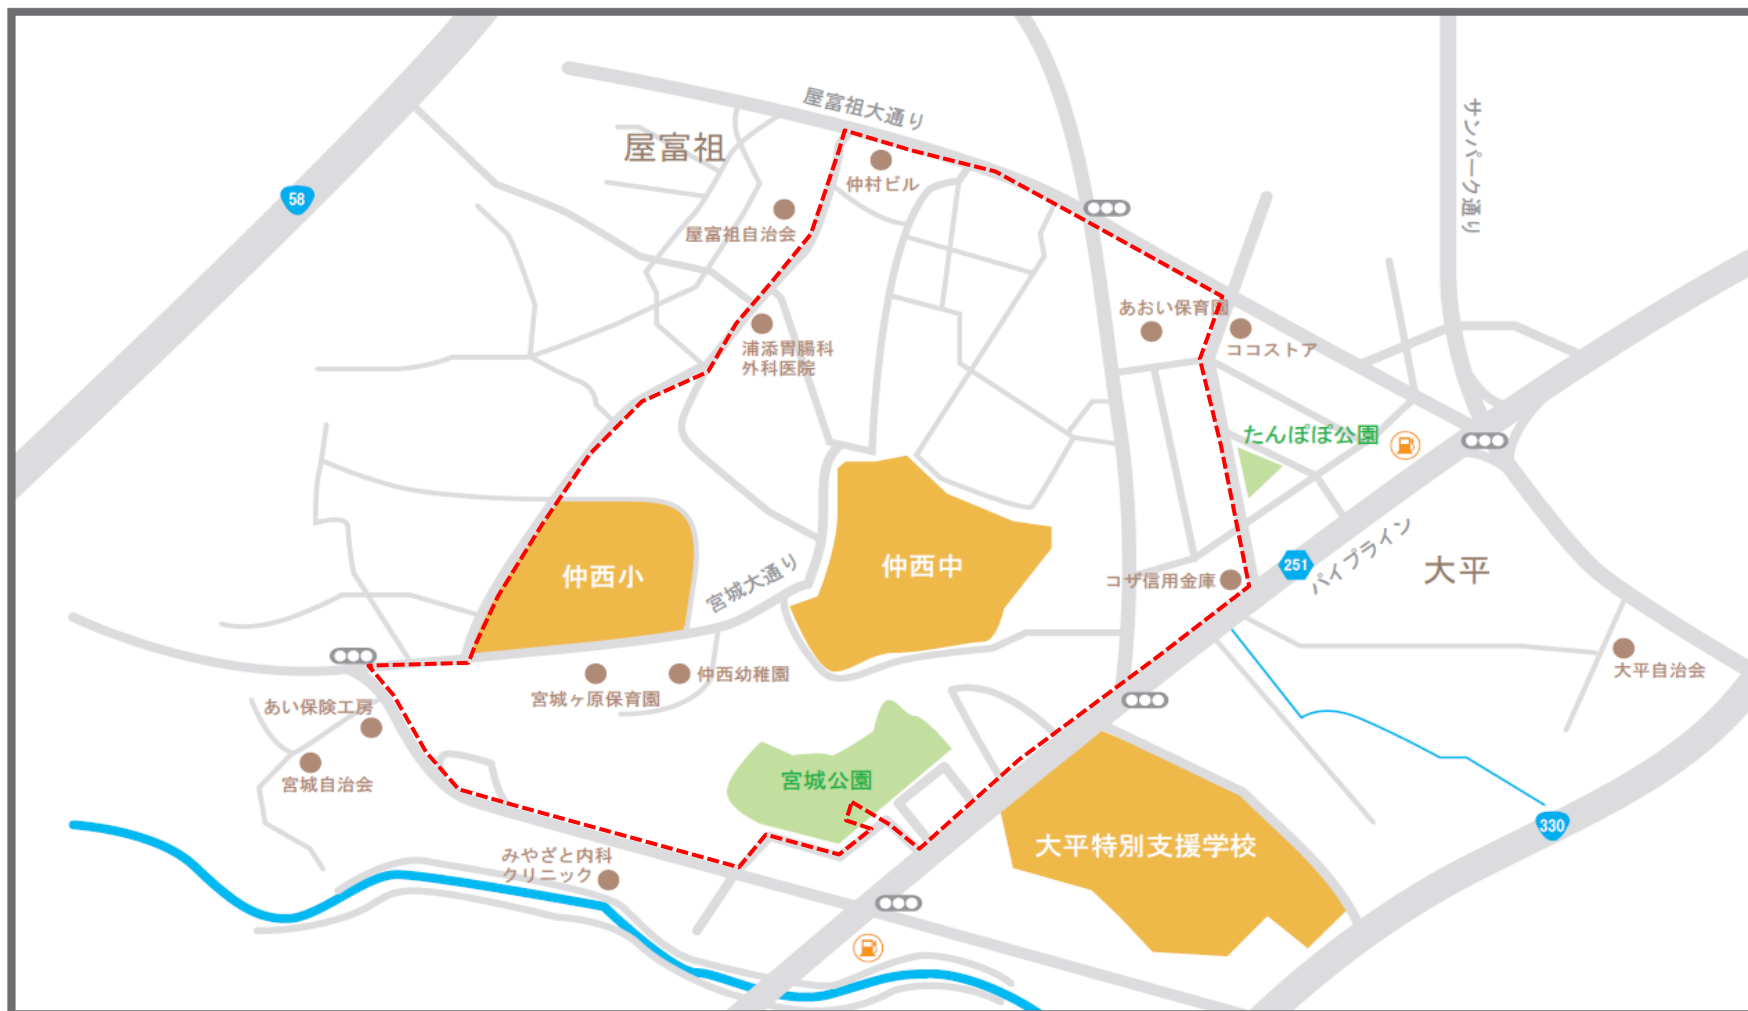 屋富祖大通り
屋富祖
サンパーク通り
58
仲村ビル
屋富祖自治会
あおい保育園
ココストア
浦添胃腸科
外科医院
たんぽぽ公園
仲西小
仲西中
宮城大通り
コザ信用金庫
251
パイプライン
大平
仲西幼稚園
宮城ヶ原保育園
大平自治会
あい保険工房
宮城自治会
宮城公園
330
大平特別支援学校
みやざと内科
クリニック